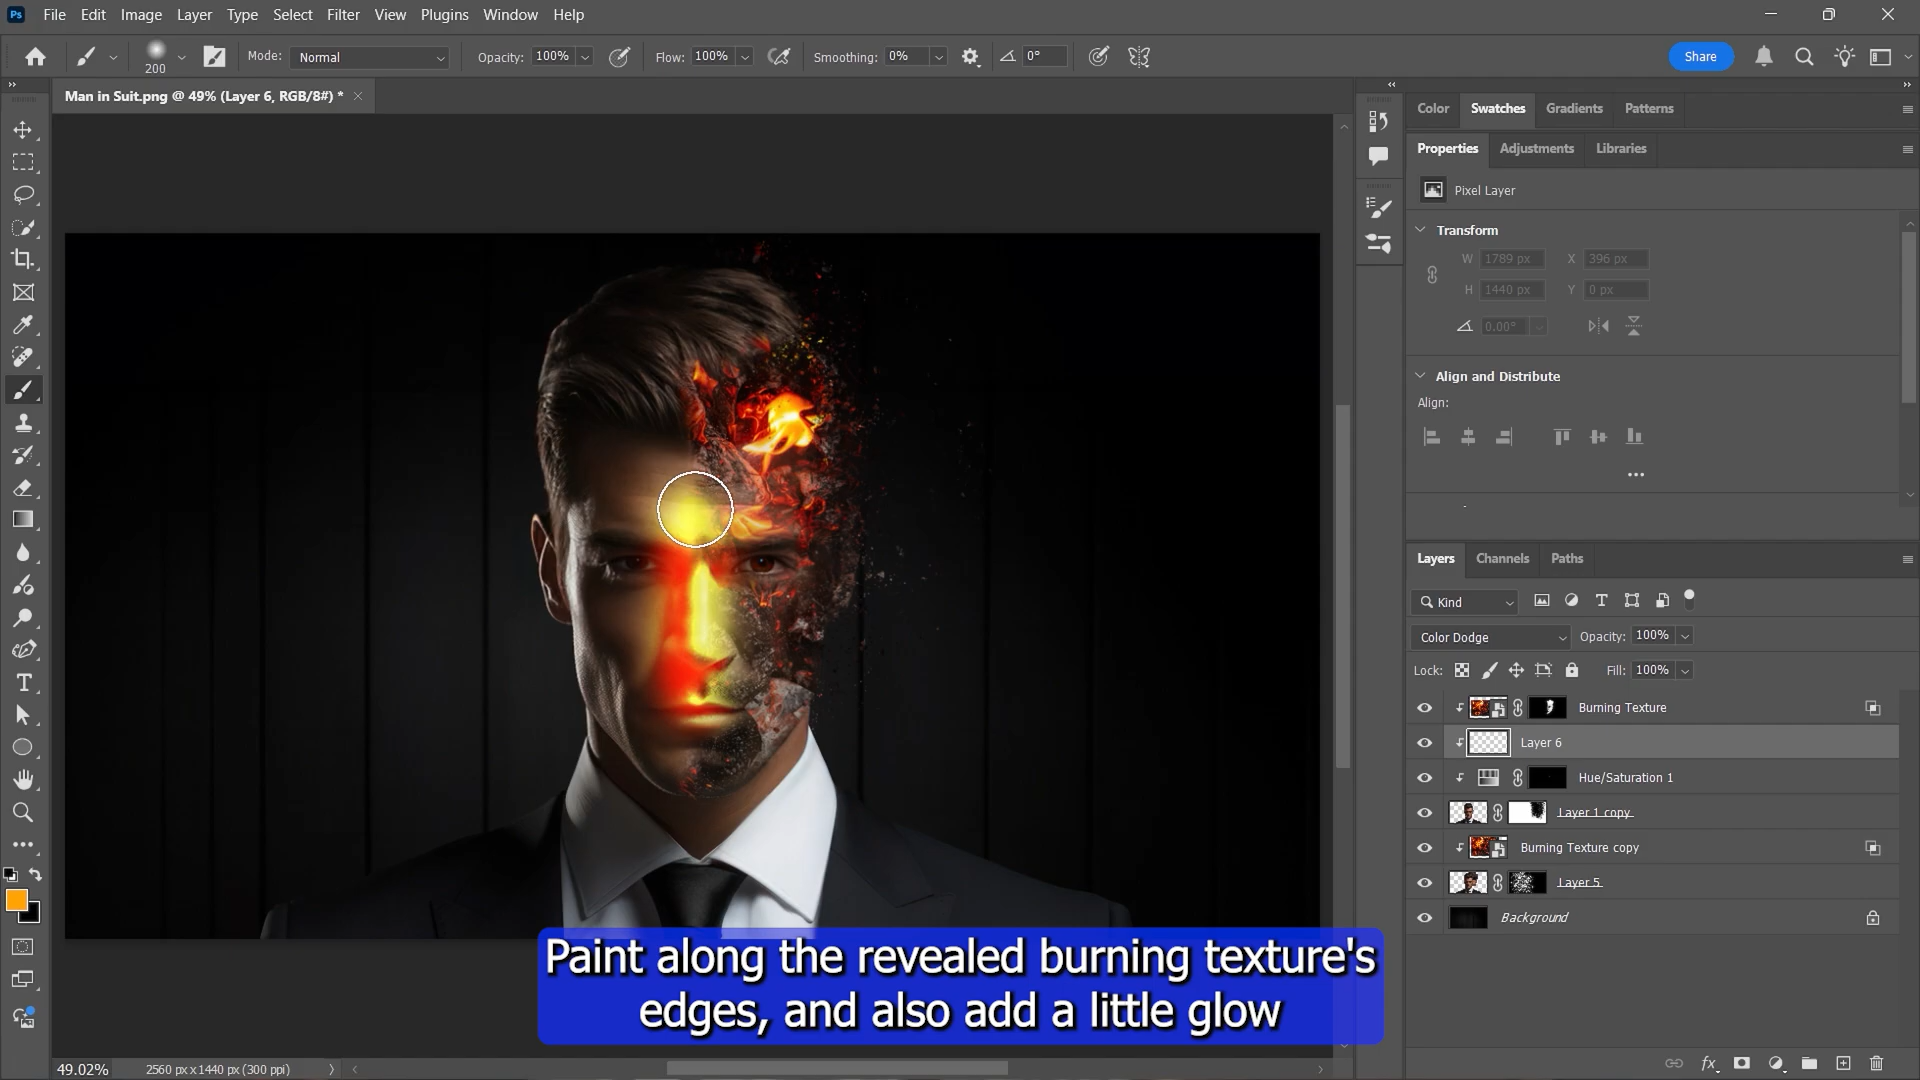 Ps File Edit Image Layer Type Select Filter View Plugins Window Help
200 Mode: Normal Opacity: 100% Flow: 100% Smoothing: 0% 0° Share
Man in Suit.png @ 49% (Layer 6, RGB/8#) *
Color Swatches Gradients Patterns
Properties Adjustments Libraries
Pixel Layer
Transform
W 1789 px X 396 px
H 1440 px Y 0 px
0.00°
Align and Distribute
Align:
Layers Channels Paths
Kind
Color Dodge Opacity: 100%
Lock: Fill: 100%
Burning Texture
Layer 6
Hue/Saturation 1
Layer 1 copy
Burning Texture copy
Layer 5
Background
Paint along the revealed burning texture's
edges, and also add a little glow
49.02% 2560 px x 1440 px (300 ppi)
fx